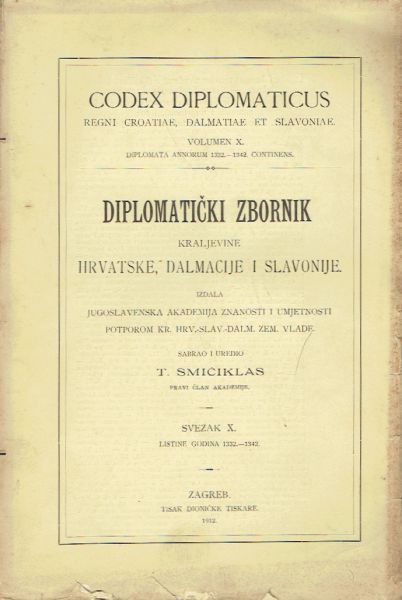 CODEX DIPLOMATICUS
REGNI CROATIAE, DALMATIAE ET SLAVONIAE.
VOLUMEN X.
DIPLOMATA ANNORUM 1332.—1342. CONTINENS.
DIPLOMATIČKI ZBORNIK
KRALJEVINE
HRVATSKE, DALMACIJE I SLAVONIJE.
IZDALA
JUGOSLAVENSKA AKADEMIJA ZNANOSTI I UMJETNOSTI
POTPOROM KR. HRV.-SLAV.-DALM. ZEM. VLADE.
SABRAO I UREDIO
T. SMIČIKLAS
PRAVI ČLAN AKADEMIJE.
SVEZAK X.
LISTINE GODINA 1332.—1342.
ZAGREB.
TISAK DIONIČKE TISKARE.
1912.